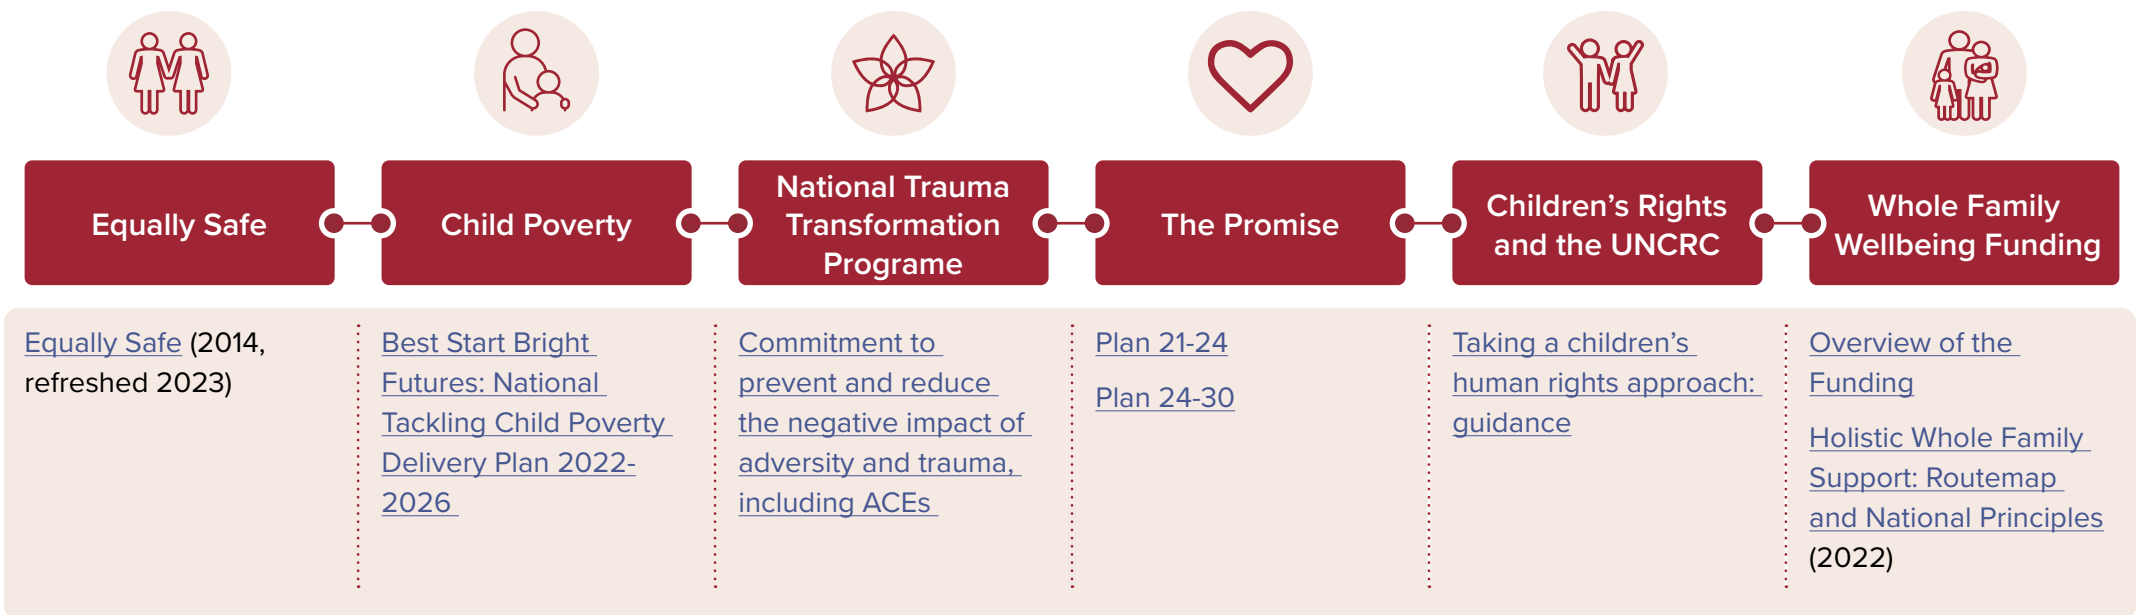 Equally Safe
Child Poverty
National Trauma
Transformation
Programe
The Promise
Children’s Rights
and the UNCRC
Whole Family
Wellbeing Funding
Equally Safe (2014,
refreshed 2023)
Best Start Bright
Futures: National
Tackling Child Poverty
Delivery Plan 2022-
2026
Commitment to
prevent and reduce
the negative impact of
adversity and trauma,
including ACEs
Plan 21-24
Plan 24-30
Taking a children’s
human rights approach:
guidance
Overview of the
Funding
Holistic Whole Family
Support: Routemap
and National Principles
(2022)